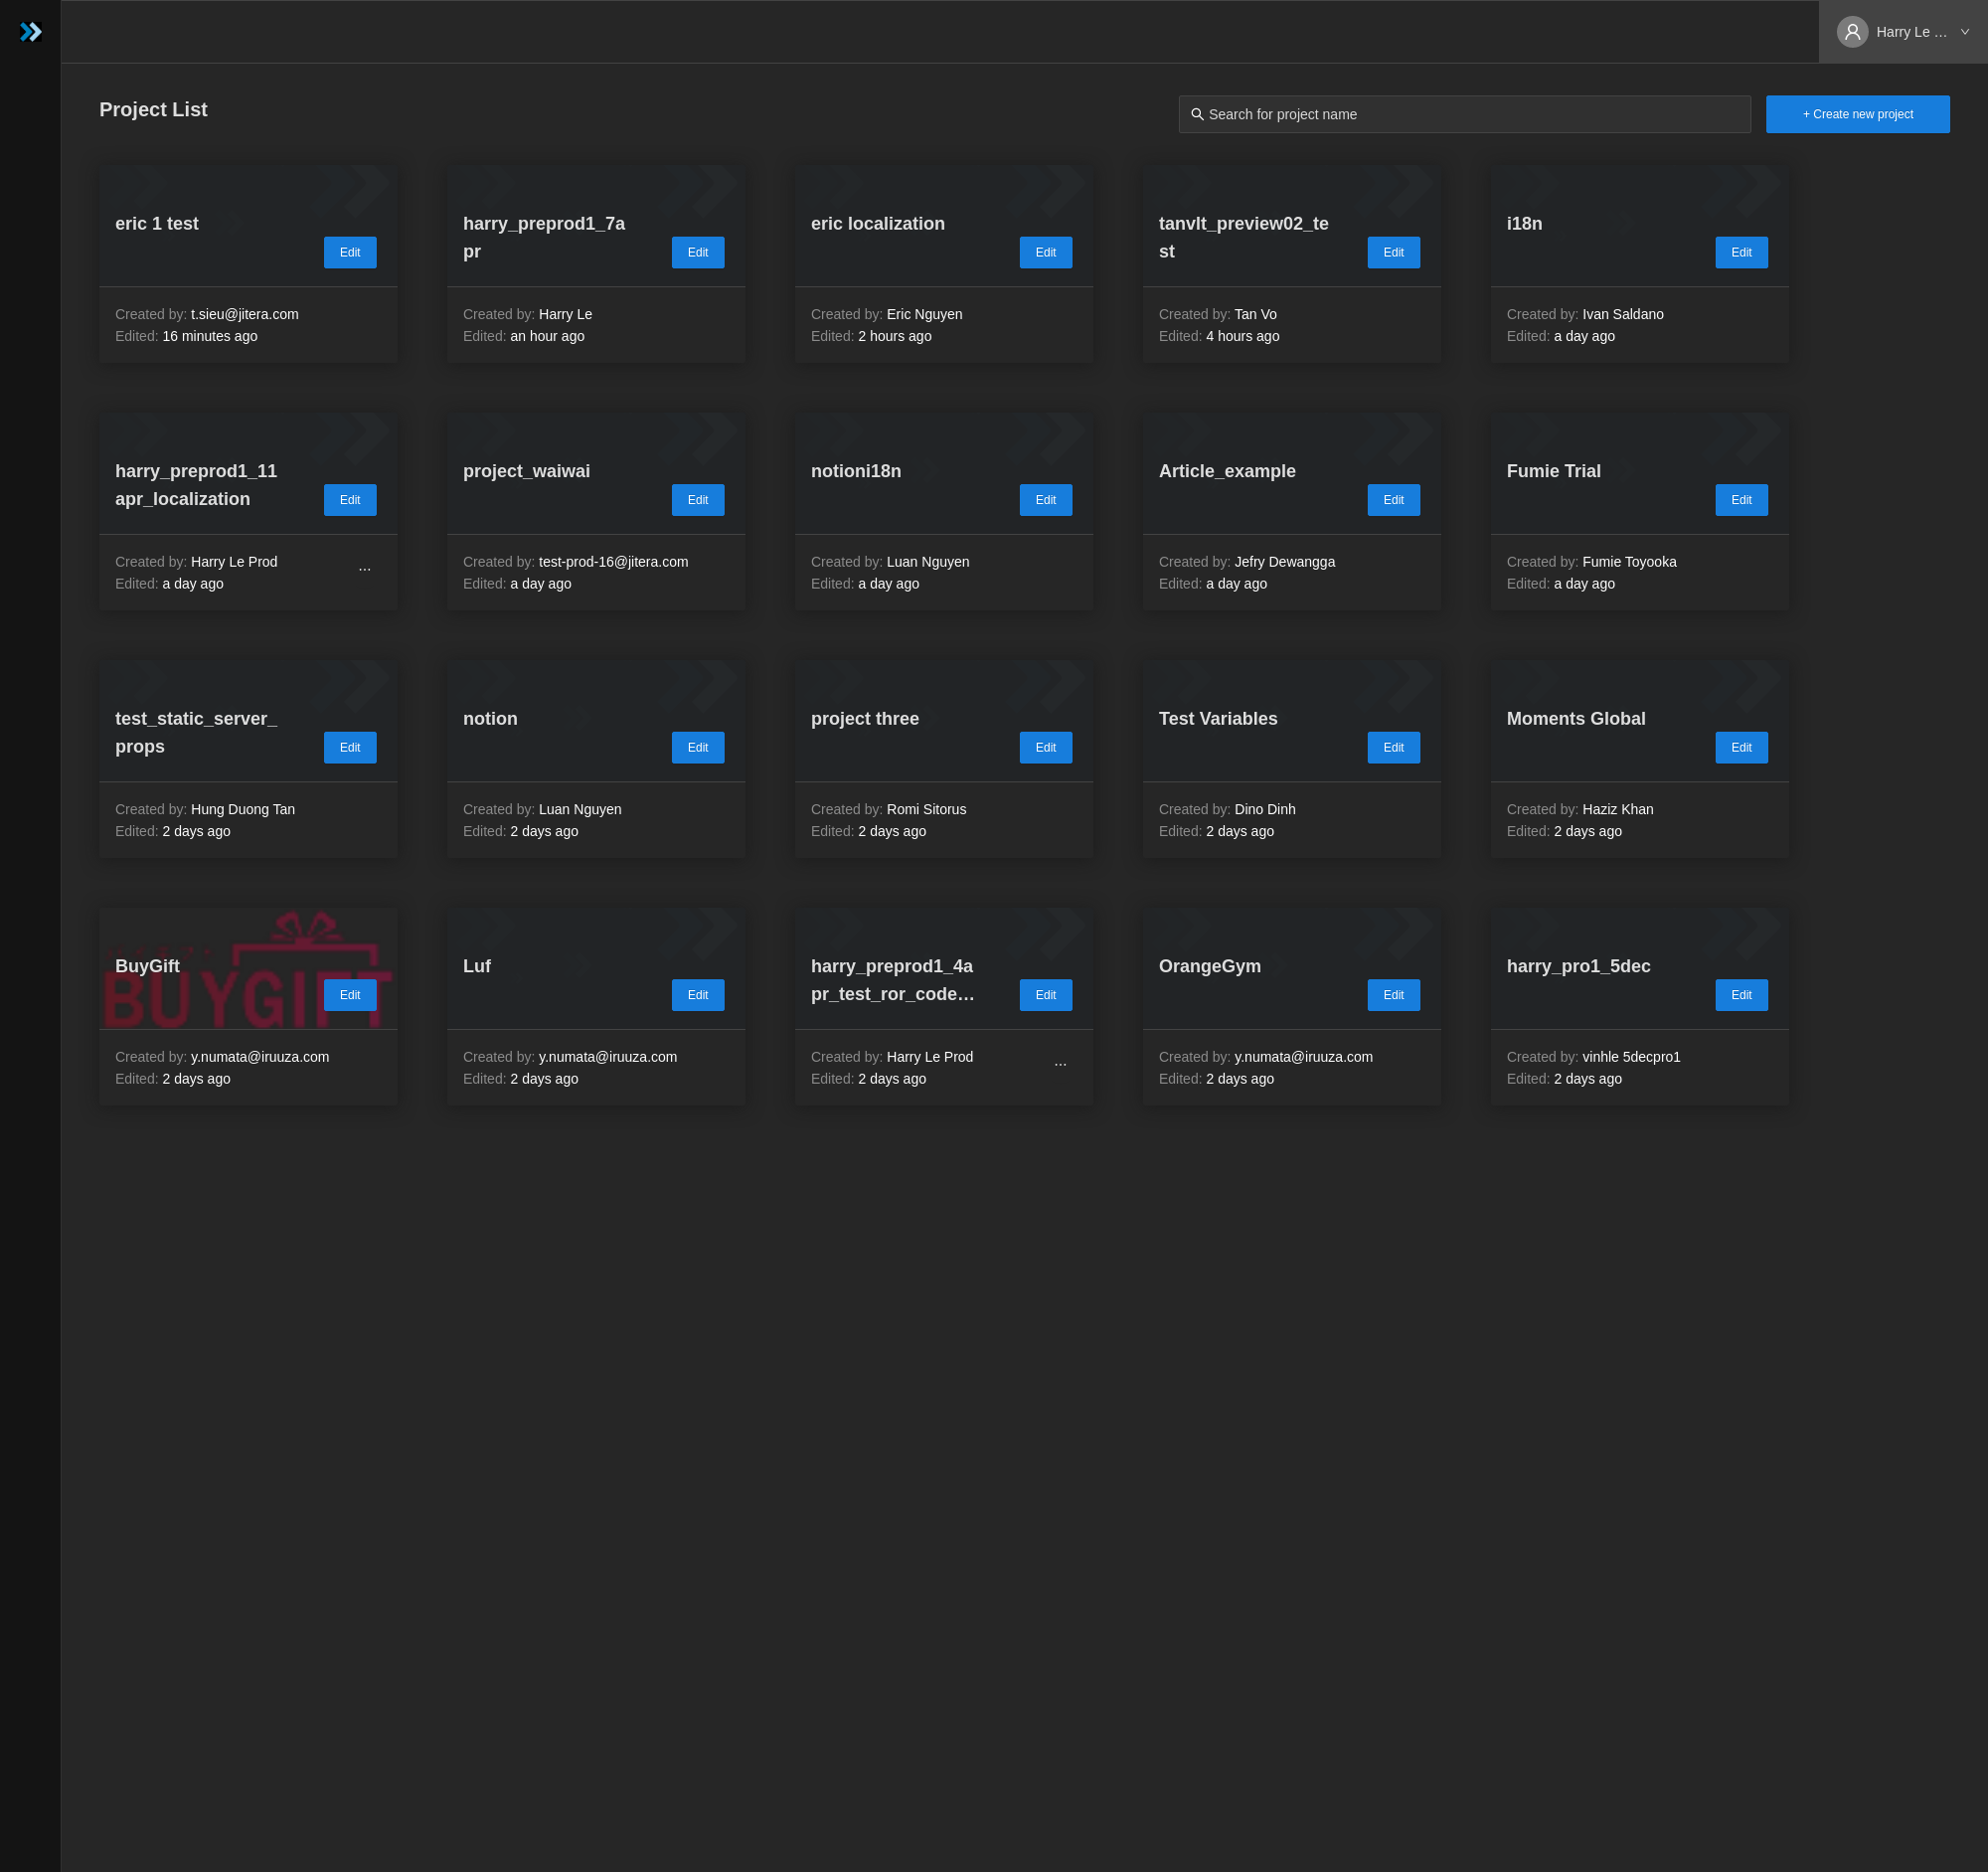 Harry Le …
Project List
Search for project name
+ Create new project
eric 1 test
Edit
Created by: t.sieu@jitera.com
Edited: 16 minutes ago
harry_preprod1_7a
pr
Edit
Created by: Harry Le
Edited: an hour ago
eric localization
Edit
Created by: Eric Nguyen
Edited: 2 hours ago
tanvlt_preview02_te
st
Edit
Created by: Tan Vo
Edited: 4 hours ago
i18n
Edit
Created by: Ivan Saldano
Edited: a day ago
harry_preprod1_11
apr_localization
Edit
Created by: Harry Le Prod
Edited: a day ago
...
project_waiwai
Edit
Created by: test-prod-16@jitera.com
Edited: a day ago
notioni18n
Edit
Created by: Luan Nguyen
Edited: a day ago
Article_example
Edit
Created by: Jefry Dewangga
Edited: a day ago
Fumie Trial
Edit
Created by: Fumie Toyooka
Edited: a day ago
test_static_server_
props
Edit
Created by: Hung Duong Tan
Edited: 2 days ago
notion
Edit
Created by: Luan Nguyen
Edited: 2 days ago
project three
Edit
Created by: Romi Sitorus
Edited: 2 days ago
Test Variables
Edit
Created by: Dino Dinh
Edited: 2 days ago
Moments Global
Edit
Created by: Haziz Khan
Edited: 2 days ago
BuyGift
BUYGIFT
Edit
Created by: y.numata@iruuza.com
Edited: 2 days ago
Luf
Edit
Created by: y.numata@iruuza.com
Edited: 2 days ago
harry_preprod1_4a
pr_test_ror_code…
Edit
Created by: Harry Le Prod
Edited: 2 days ago
...
OrangeGym
Edit
Created by: y.numata@iruuza.com
Edited: 2 days ago
harry_pro1_5dec
Edit
Created by: vinhle 5decpro1
Edited: 2 days ago